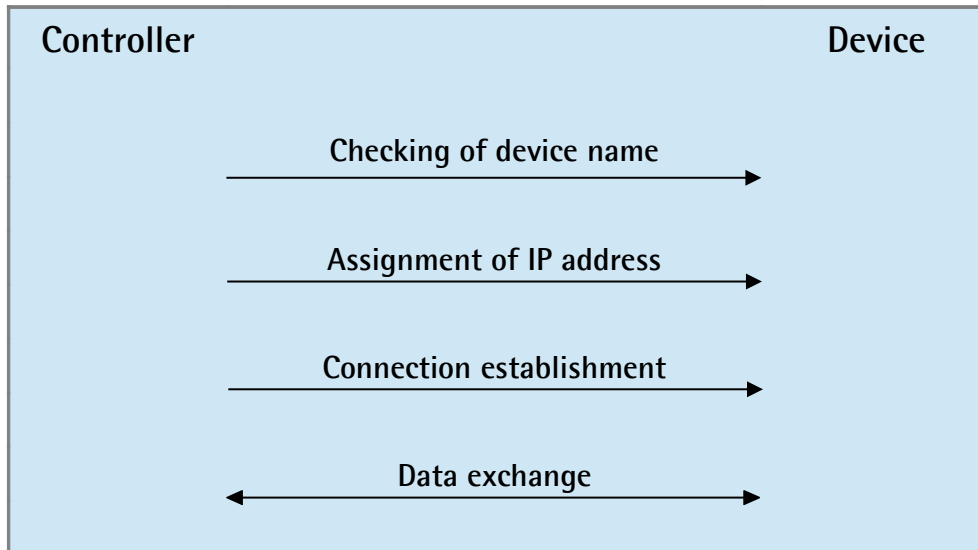 Controller
Device
Checking of device name
Assignment of IP address
Connection establishment
Data exchange